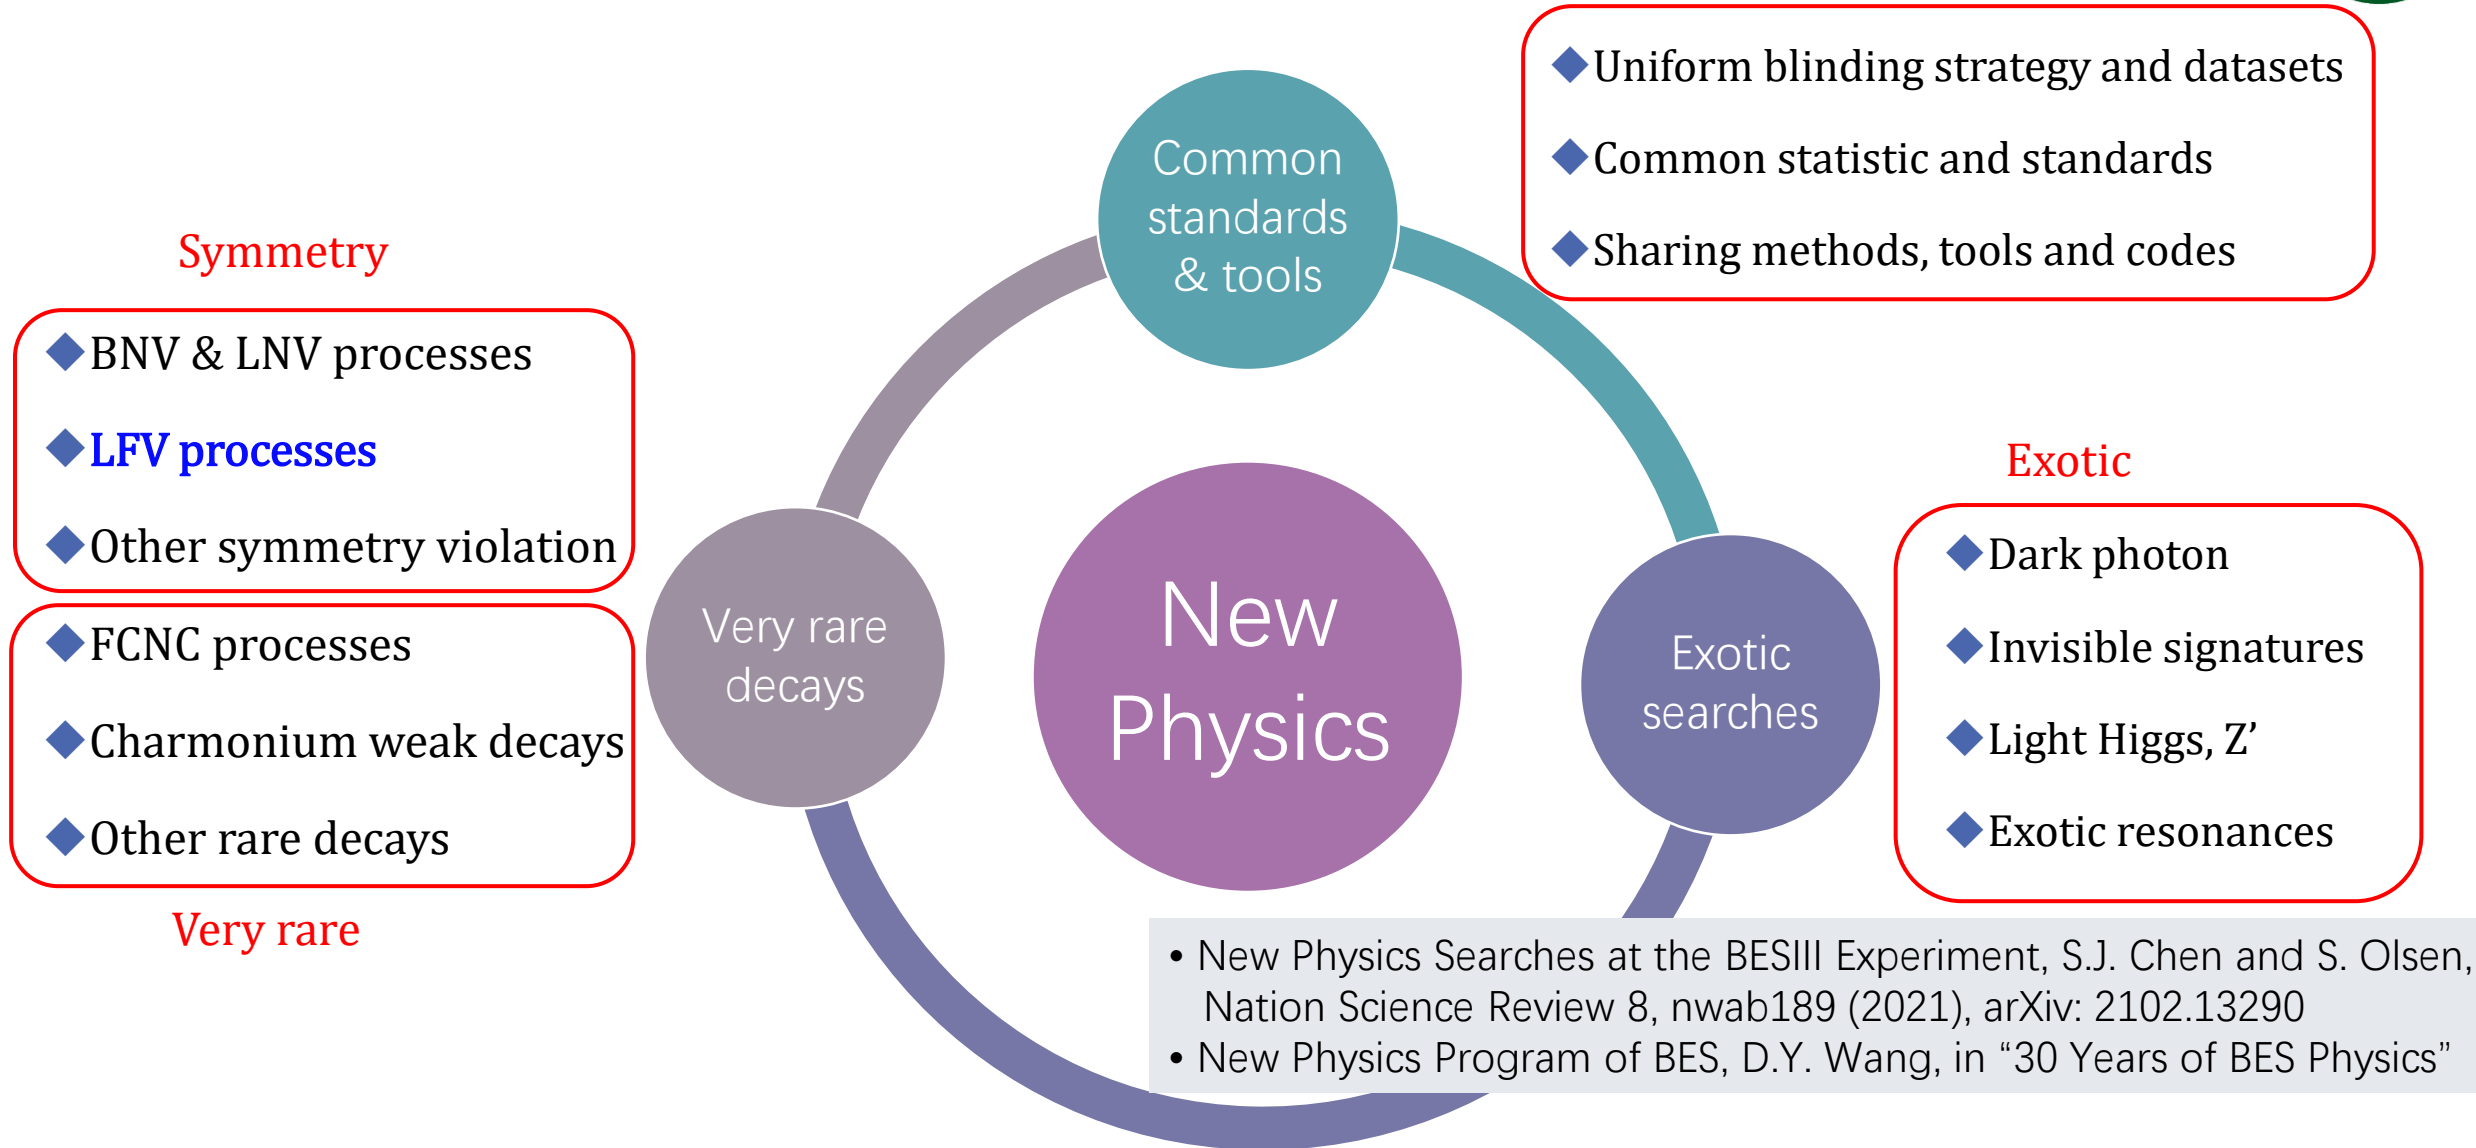 Uniform blinding strategy and datasets
Common statistic and standards
Sharing methods, tools and codes
Common
standards
& tools
Symmetry
BNV & LNV processes
LFV processes
Other symmetry violation
FCNC processes
Charmonium weak decays
Other rare decays
Very rare
Very rare
decays
New
Physics
Exotic
searches
Exotic
Dark photon
Invisible signatures
Light Higgs, Z’
Exotic resonances
• New Physics Searches at the BESIII Experiment, S.J. Chen and S. Olsen,
Nation Science Review 8, nwab189 (2021), arXiv: 2102.13290
• New Physics Program of BES, D.Y. Wang, in “30 Years of BES Physics”